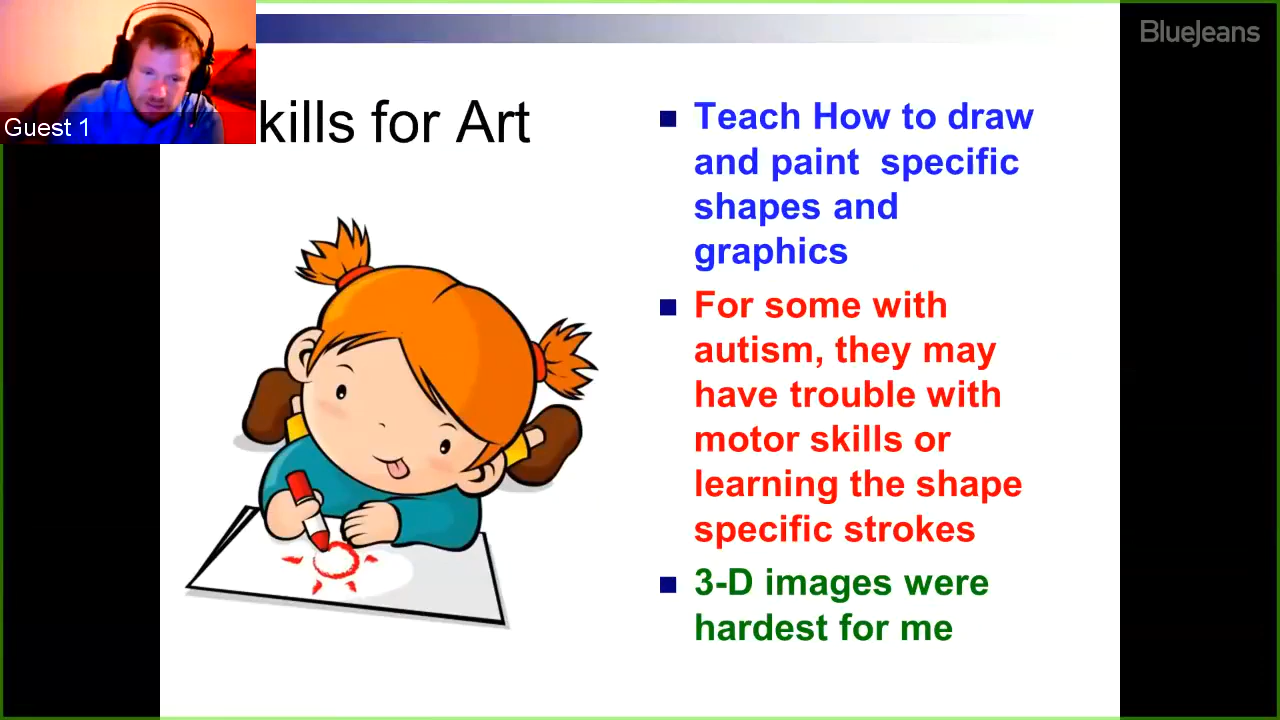 BlueJeans
Guest 1
kills for Art
Teach How to draw
and paint specific
shapes and
graphics
For some with
autism, they may
have trouble with
motor skills or
learning the shape
specific strokes
3-D images were
hardest for me